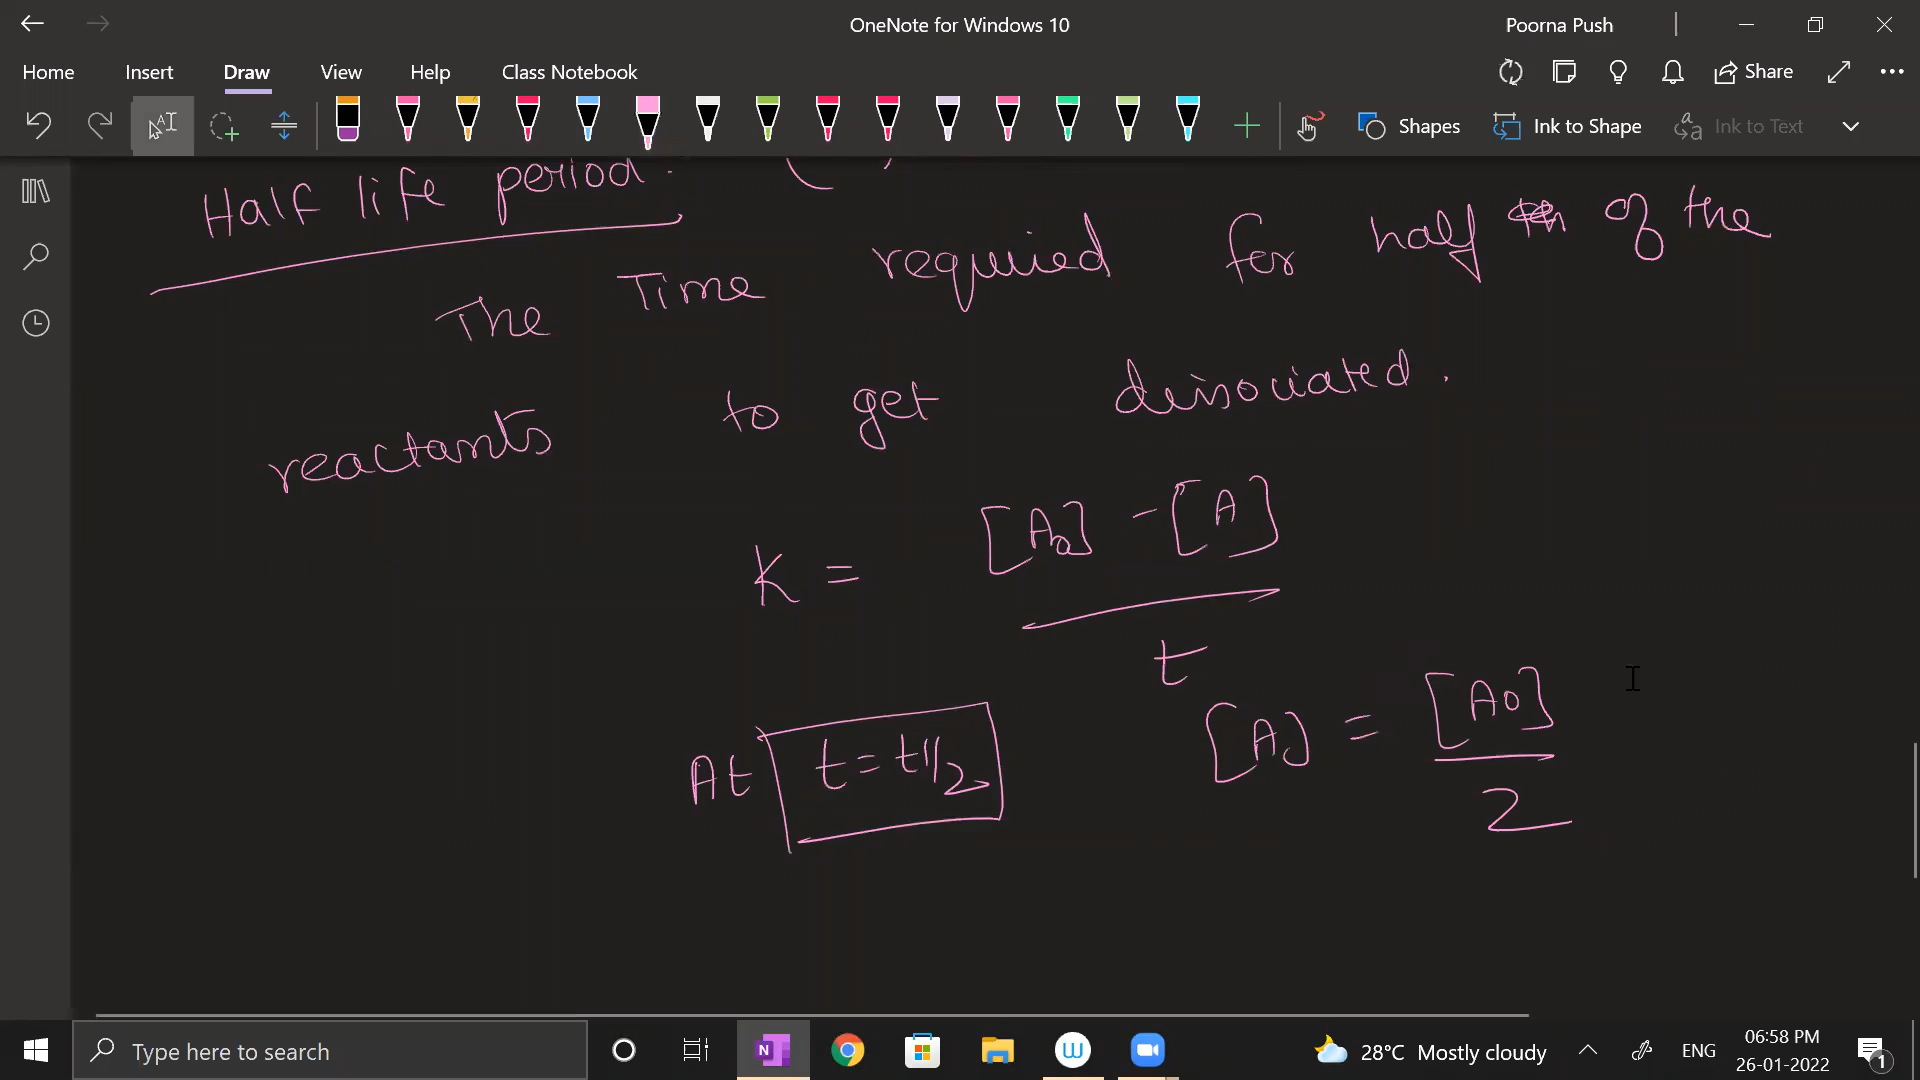 OneNote for Windows 10
Poorna Push
Home Insert Draw View Help Class Notebook
Share
Shapes Ink to Shape Ink to Text
Half life period.
The Time required for half of the
reactants to get dissociated.
K = [A0] - [A]
t
At t = t1/2 [A] = [A0]
2
Type here to search
28°C Mostly cloudy
ENG
06:58 PM
26-01-2022
1